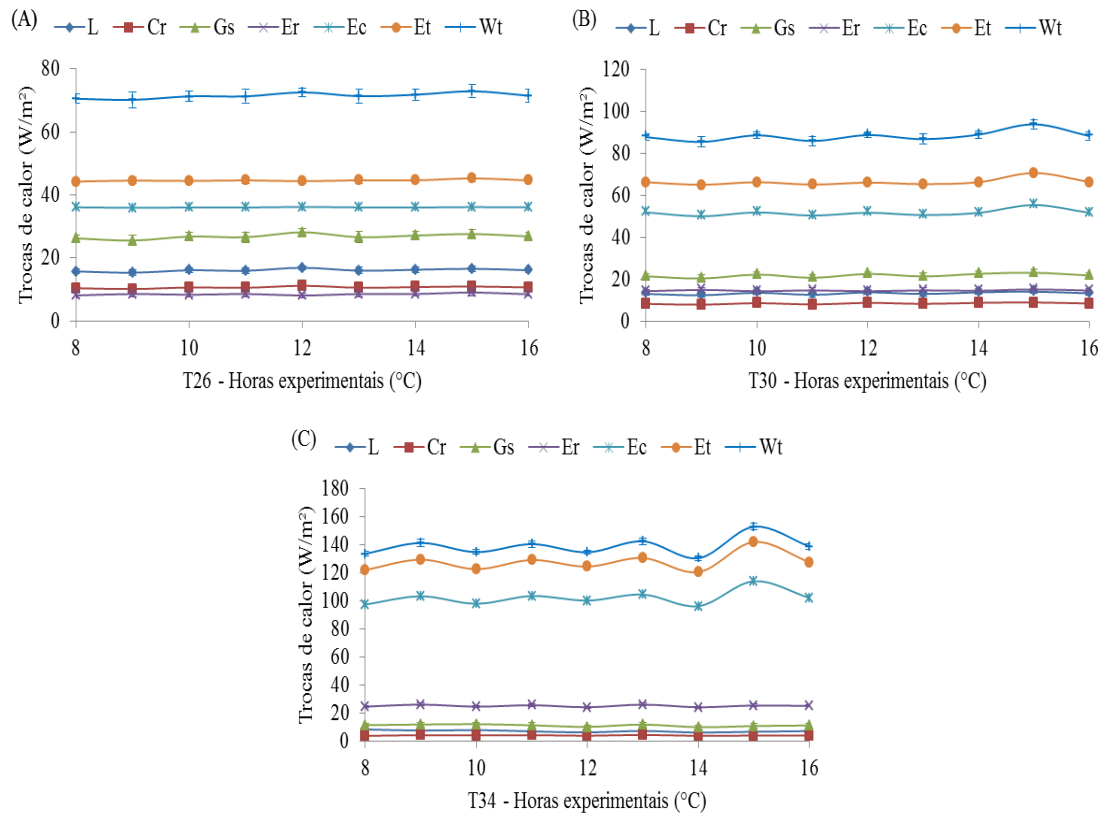 (A)
L Cr Gs Er Ec Et Wt
80
60
40
20
0
Trocas de calor (W/m²)
8 10 12 14 16
T26 - Horas experimentais (°C)
(B)
L Cr Gs Er Ec Et Wt
120
100
80
60
40
20
0
Trocas de calor (W/m²)
8 10 12 14 16
T30 - Horas experimentais (°C)
(C)
L Cr Gs Er Ec Et Wt
180
160
140
120
100
80
60
40
20
0
Trocas de calor (W/m²)
8 10 12 14 16
T34 - Horas experimentais (°C)